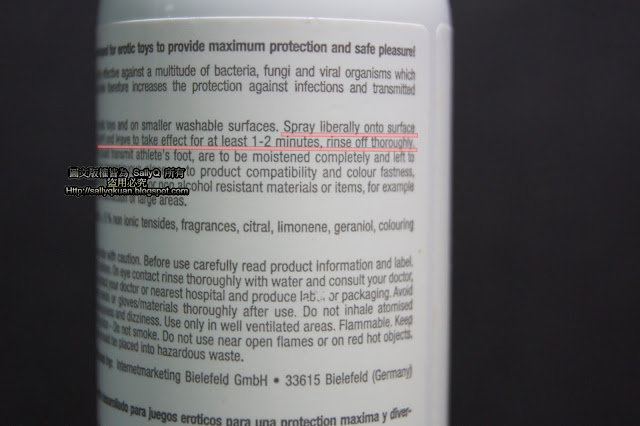 for erotic toys to provide maximum protection and safe pleasure!
effective against a multitude of bacteria, fungi and viral organisms which
therefore increases the protection against infections and transmitted
toys and on smaller washable surfaces. Spray liberally onto surface
and leave to take effect for at least 1-2 minutes, rinse off thoroughly.
transmit athlete's foot, are to be moistened completely and left to
to product compatibility and colour fastness,
alcohol resistant materials or items, for example
or large areas.
圖文版權皆為 SallyQ 所有
盜用必究
Http://sallyqkuan.blogspot.com
% non ionic tensides, fragrances, citral, limonene, geraniol, colouring
with caution. Before use carefully read product information and label.
On eye contact rinse thoroughly with water and consult your doctor,
your doctor or nearest hospital and produce label or packaging. Avoid
or gloves/materials thoroughly after use. Do not inhale atomised
and dizziness. Use only in well ventilated areas. Flammable. Keep
- Do not smoke. Do not use near open flames or on red hot objects.
be placed into hazardous waste.
Internetmarketing Bielefeld GmbH • 33615 Bielefeld (Germany)
desarrollado para juegos eroticos para una protection maxima y diver-